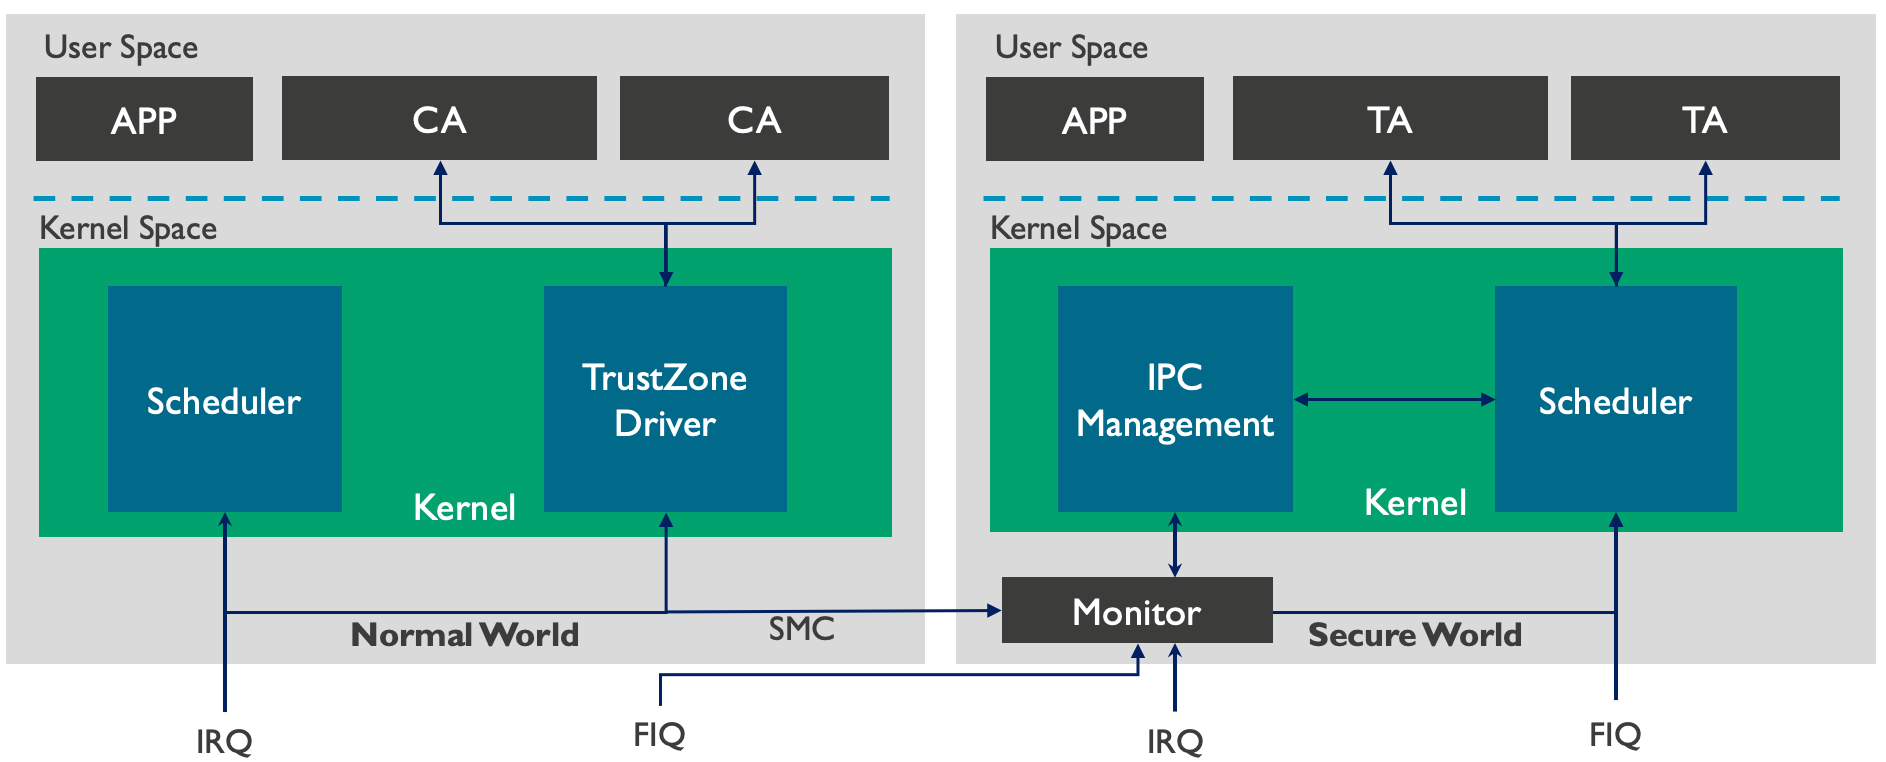 User Space
APP
CA
CA
Kernel Space
Scheduler
TrustZone
Driver
Kernel
Normal World
SMC
IRQ
FIQ
User Space
APP
TA
TA
Kernel Space
IPC
Management
Scheduler
Kernel
Monitor
Secure World
IRQ
FIQ